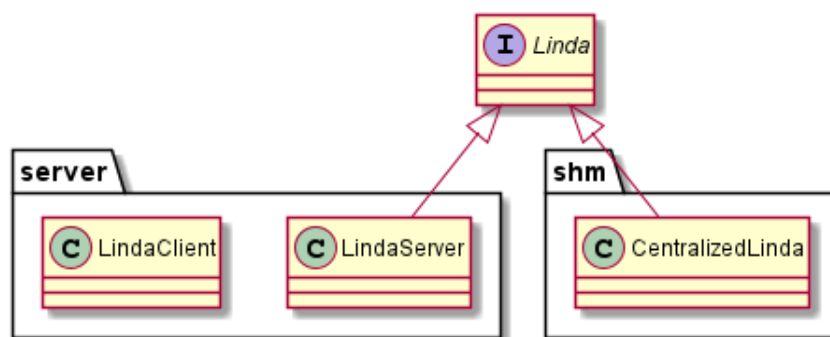 I Linda
server
shm
C LindaClient
C LindaServer
C CentralizedLinda